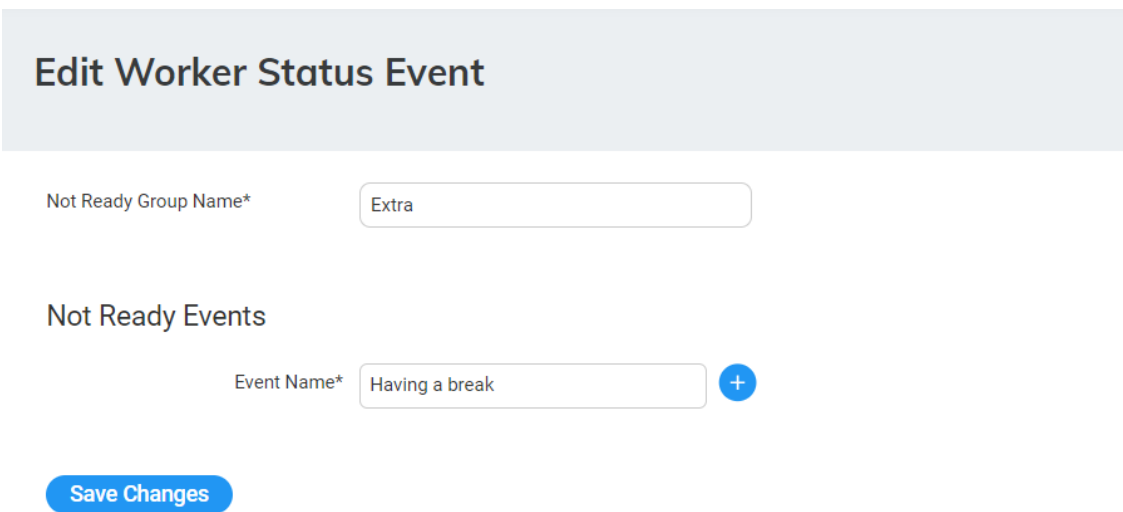 Edit Worker Status Event
Not Ready Group Name* Extra
Not Ready Events
Event Name* Having a break +
Save Changes